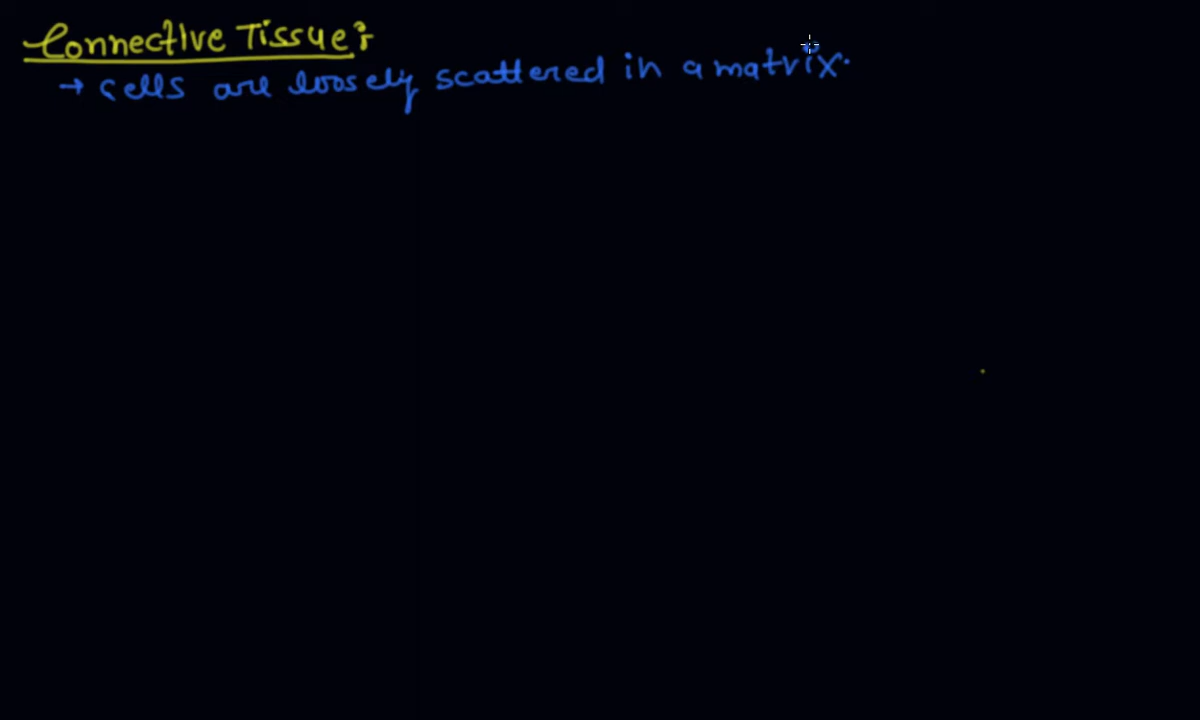 Connective Tissue:
→ cells are loosely scattered in a matrix.